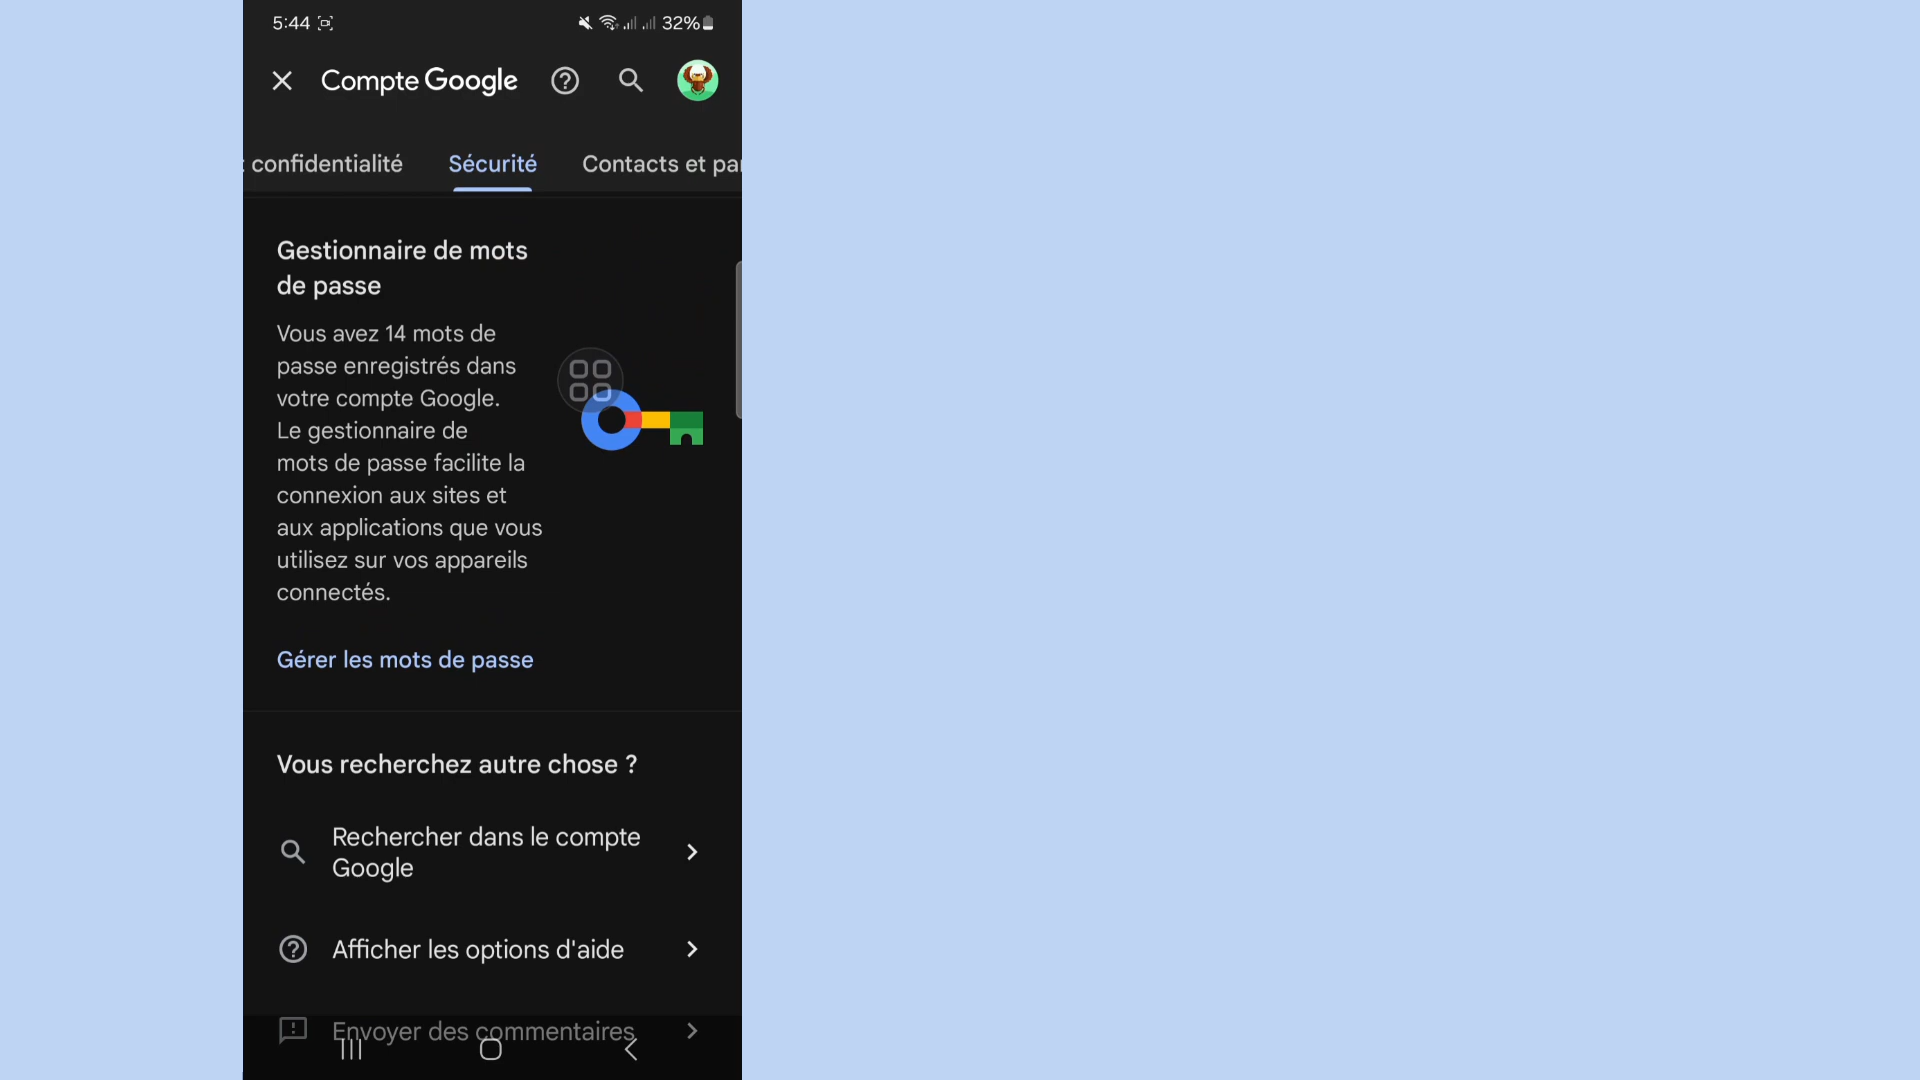 5:44
32%
Compte Google
confidentialité
Sécurité
Contacts et par
Gestionnaire de mots
de passe
Vous avez 14 mots de
passe enregistrés dans
votre compte Google.
Le gestionnaire de
mots de passe facilite la
connexion aux sites et
aux applications que vous
utilisez sur vos appareils
connectés.
Gérer les mots de passe
Vous recherchez autre chose ?
Rechercher dans le compte
Google
Afficher les options d'aide
Envoyer des commentaires